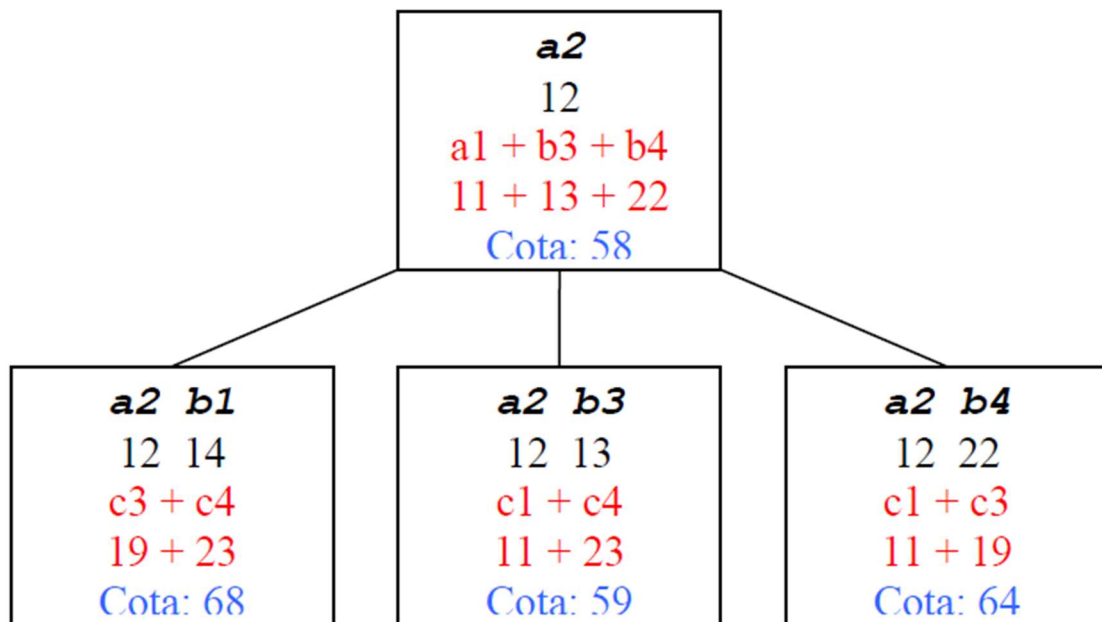 a2
12
a1 + b3 + b4
11 + 13 + 22
Cota: 58
a2 b1
12 14
c3 + c4
19 + 23
Cota: 68
a2 b3
12 13
c1 + c4
11 + 23
Cota: 59
a2 b4
12 22
c1 + c3
11 + 19
Cota: 64